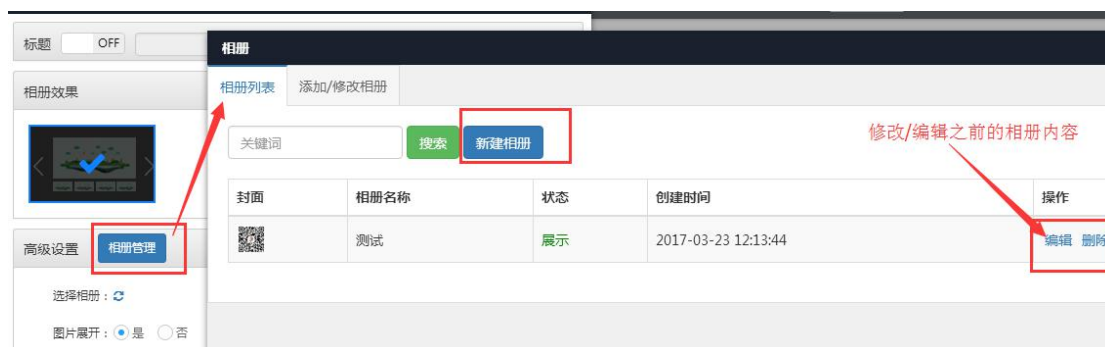 标题 OFF
相册
相册效果
相册列表 添加/修改相册
关键词 搜索 新建相册
修改/编辑之前的相册内容
封面 相册名称 状态 创建时间 操作
测试 展示 2017-03-23 12:13:44 编辑 删除
高级设置 相册管理
选择相册：
图片展开： 是 否